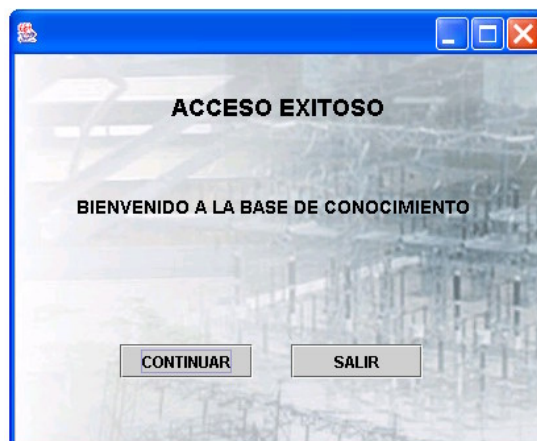 ACCESO EXITOSO
BIENVENIDO A LA BASE DE CONOCIMIENTO
CONTINUAR
SALIR